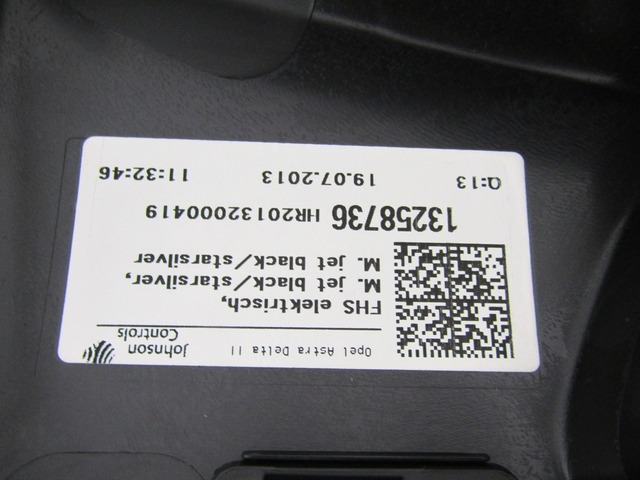 Opel Astra Delta II
Johnson
Controls
FHS elektrisch,
M. jet black/starsilver,
M. jet black/starsilver
13258736 HR20132000419
Q:13 19.07.2013 11:32:46